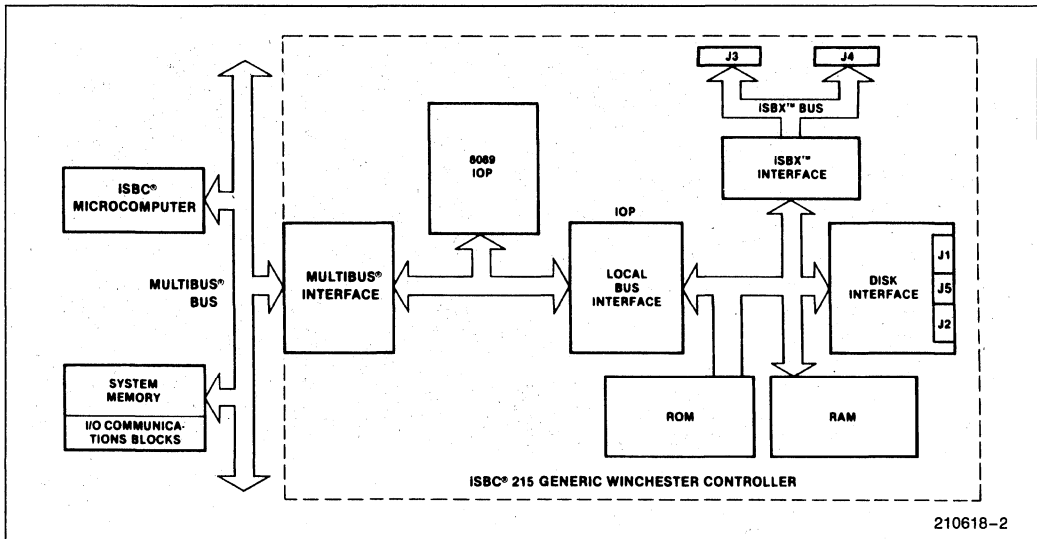 J3
J4
iSBX™ BUS
8089
IOP
iSBX™
INTERFACE
iSBC®
MICROCOMPUTER
IOP
MULTIBUS®
BUS
MULTIBUS®
INTERFACE
LOCAL
BUS
INTERFACE
DISK
INTERFACE
J1
J5
J2
SYSTEM
MEMORY
I/O COMMUNICA-
TIONS BLOCKS
ROM
RAM
iSBC® 215 GENERIC WINCHESTER CONTROLLER
210618–2